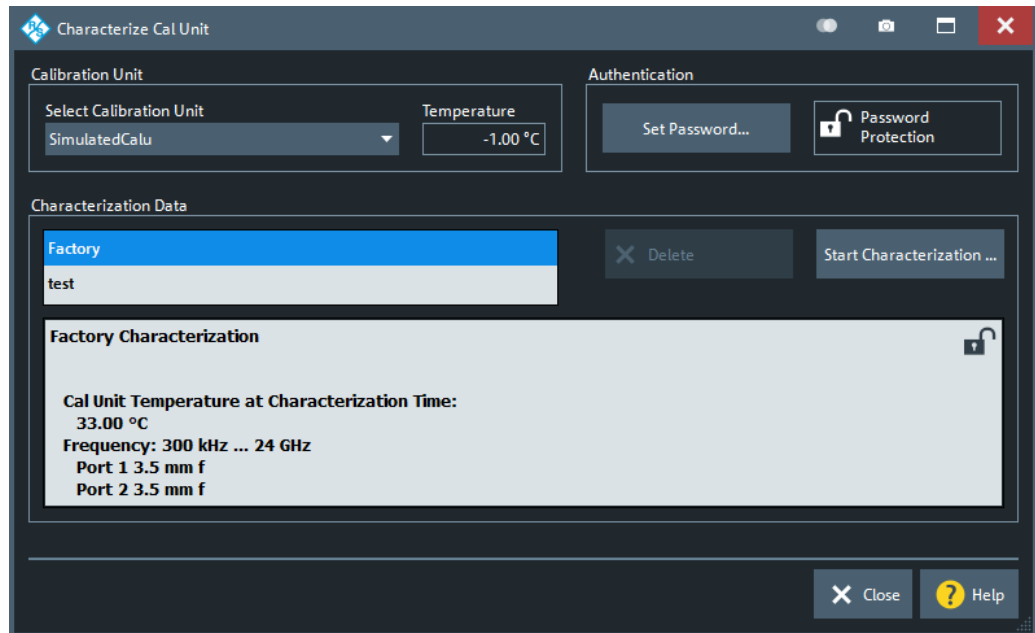 R&S Characterize Cal Unit
Calibration Unit
Select Calibration Unit
SimulatedCalu
Temperature
-1.00 °C
Authentication
Set Password...
Password
Protection
Characterization Data
Factory
test
Delete
Start Characterization ...
Factory Characterization
Cal Unit Temperature at Characterization Time:
33.00 °C
Frequency: 300 kHz ... 24 GHz
Port 1 3.5 mm f
Port 2 3.5 mm f
Close
? Help